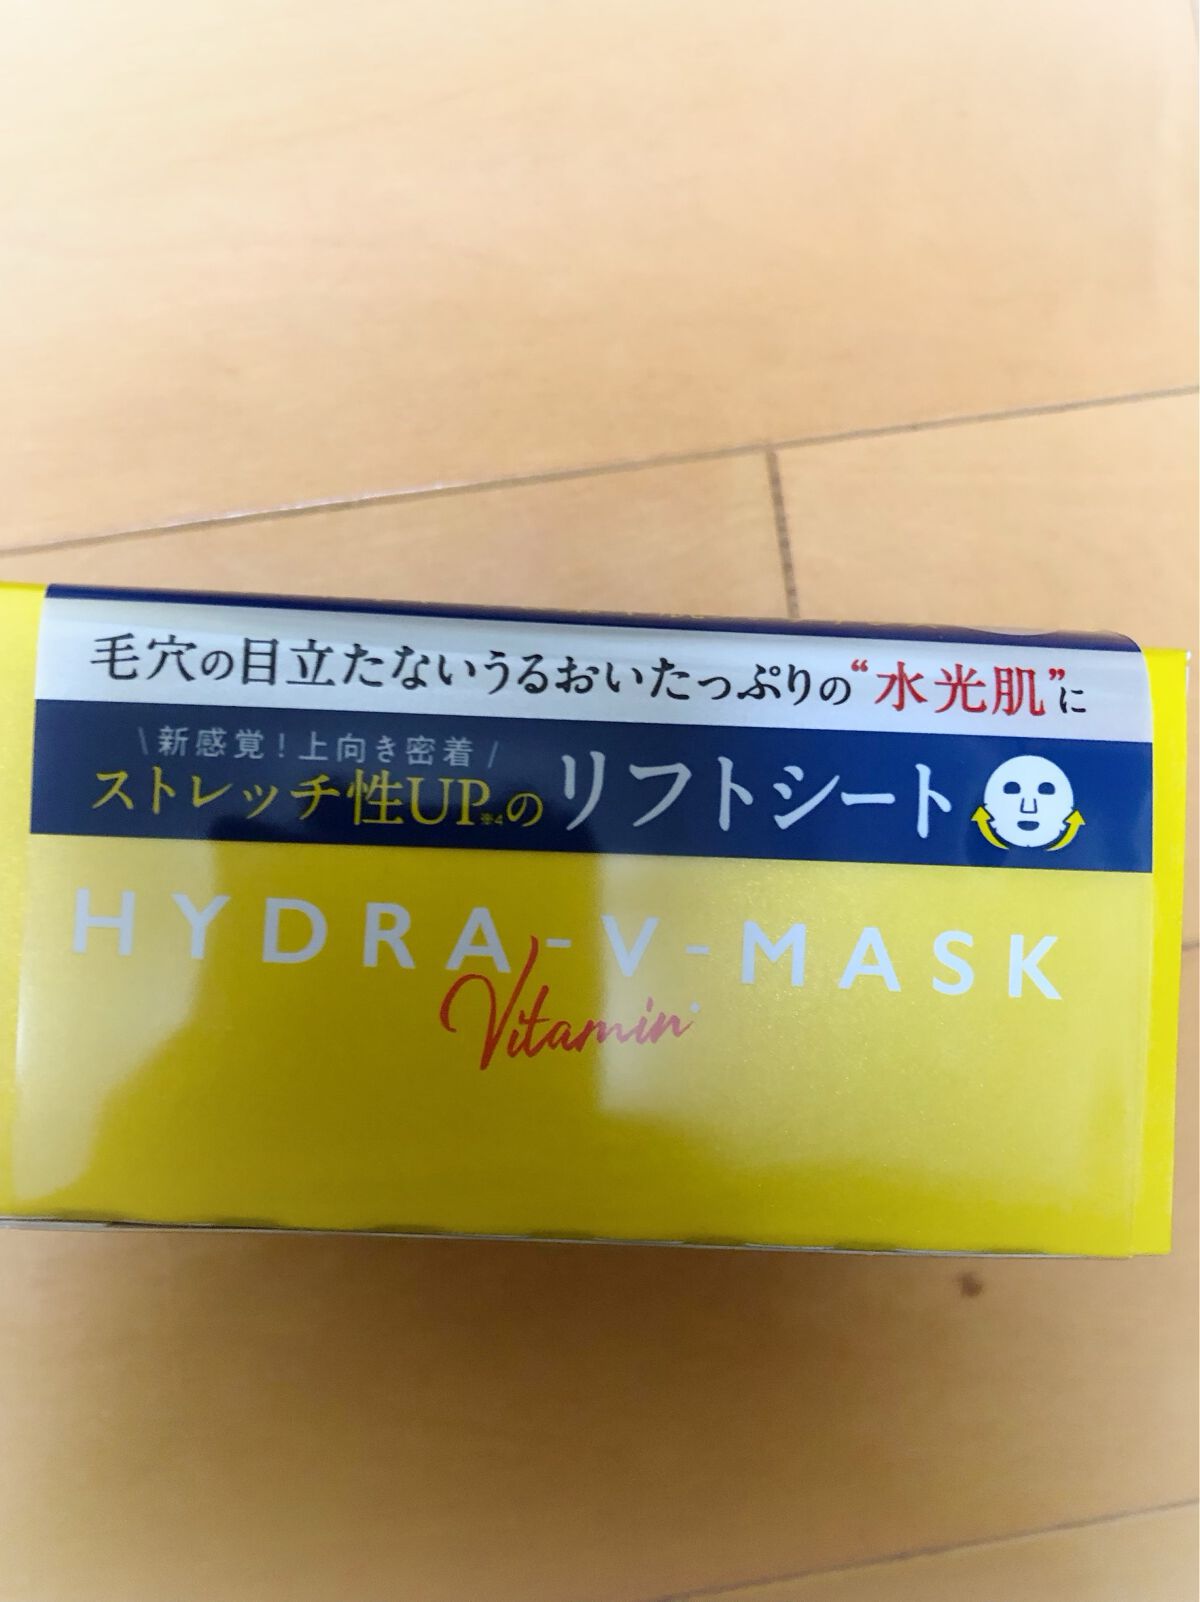 毛穴の目立たないうるおいたっぷりの“水光肌”に
\ 新感覚！上向き密着 /
ストレッチ性UP※4のリフトシート
HYDRA-V-MASK
Vitamin